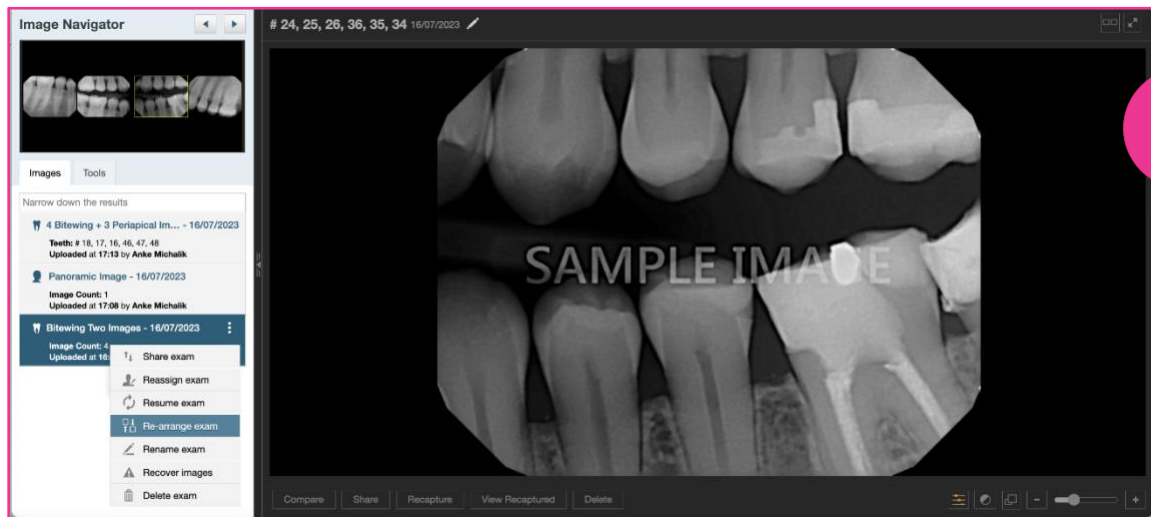 Image Navigator
# 24, 25, 26, 36, 35, 34 16/07/2023
Images Tools
Narrow down the results
4 Bitewing + 3 Periapical Im... - 16/07/2023
Teeth: # 18, 17, 16, 46, 47, 48
Uploaded at 17:13 by Anke Michalik
Panoramic Image - 16/07/2023
Image Count: 1
Uploaded at 17:08 by Anke Michalik
Bitewing Two Images - 16/07/2023
Image Count: 4
Uploaded at 16:
Share exam
Reassign exam
Resume exam
Re-arrange exam
Rename exam
Recover images
Delete exam
SAMPLE IMAGE
Compare Share Recapture View Recaptured Delete